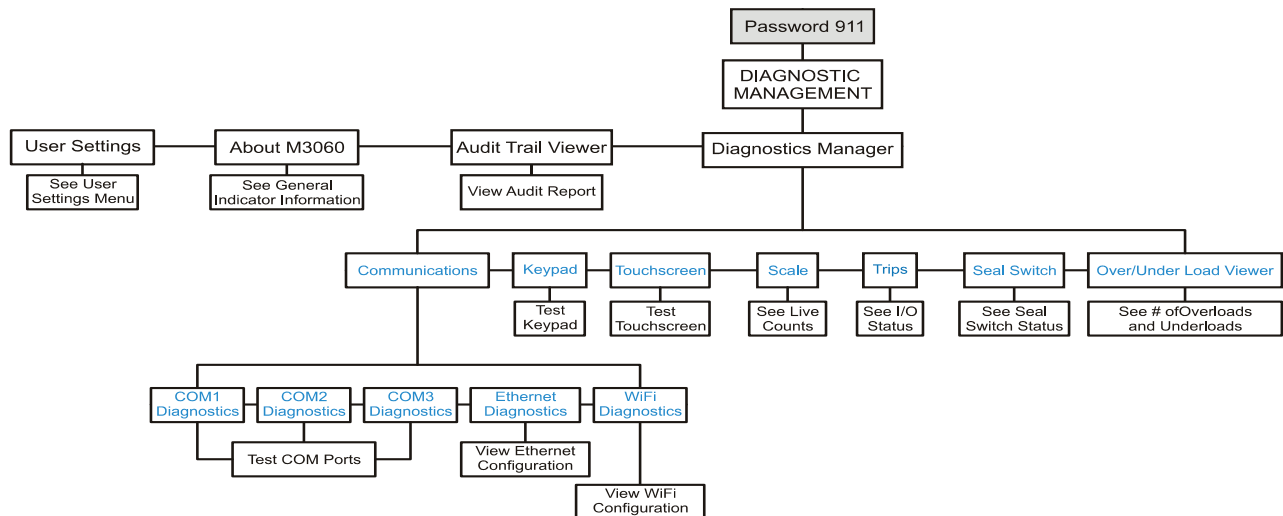 Password 911
DIAGNOSTIC
MANAGEMENT
User Settings
About M3060
Audit Trail Viewer
Diagnostics Manager
See User
Settings Menu
See General
Indicator Information
View Audit Report
Communications
Keypad
Touchscreen
Scale
Trips
Seal Switch
Over/Under Load Viewer
Test
Keypad
Test
Touchscreen
See Live
Counts
See I/O
Status
See Seal
Switch Status
See # ofOverloads
and Underloads
COM1
Diagnostics
COM2
Diagnostics
COM3
Diagnostics
Ethernet
Diagnostics
WiFi
Diagnostics
Test COM Ports
View Ethernet
Configuration
View WiFi
Configuration